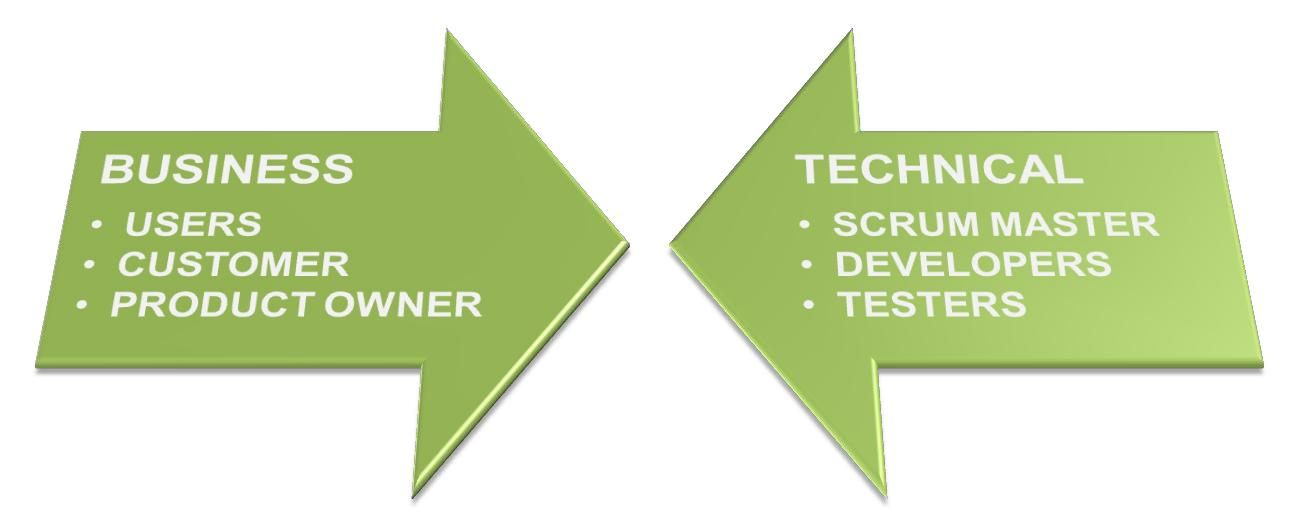 BUSINESS
• USERS
• CUSTOMER
• PRODUCT OWNER
TECHNICAL
• SCRUM MASTER
• DEVELOPERS
• TESTERS